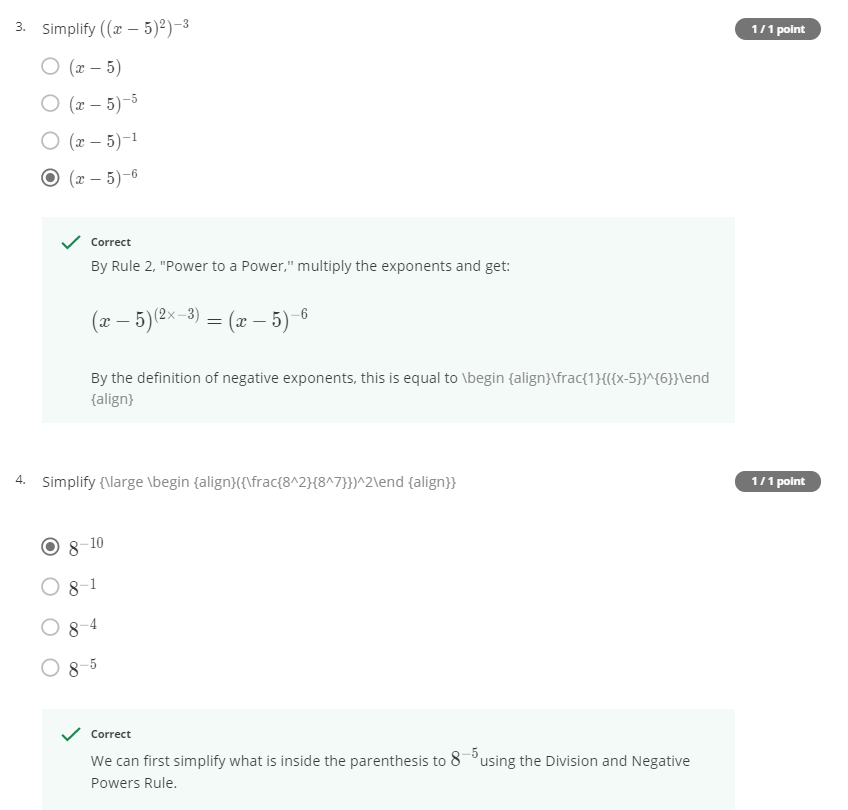 3. Simplify ((x − 5)²)⁻³
1 / 1 point
(x − 5)
(x − 5)⁻⁵
(x − 5)⁻¹
(x − 5)⁻⁶
Correct
By Rule 2, "Power to a Power,'' multiply the exponents and get:
(x − 5)⁽²ˣ⁻³⁾ = (x − 5)⁻⁶
By the definition of negative exponents, this is equal to \begin {align}\frac{1}{({x-5})^{6}}\end
{align}
4. Simplify {\large \begin {align}({\frac{8^2}{8^7}})^2\end {align}}
1 / 1 point
8⁻¹⁰
8⁻¹
8⁻⁴
8⁻⁵
Correct
We can first simplify what is inside the parenthesis to 8⁻⁵using the Division and Negative
Powers Rule.